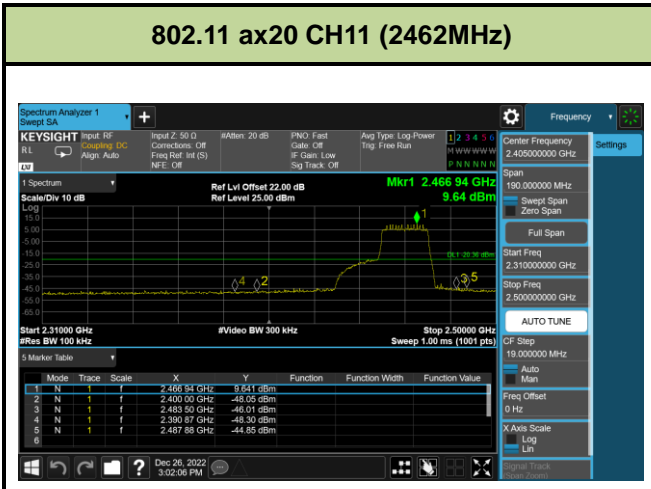 802.11 ax20 CH11 (2462MHz)
Spectrum Analyzer 1
Swept SA
+
Frequency
KEYSIGHT
RL
LXI
Input: RF
Coupling: DC
Align: Auto
Input Z: 50 Ω
Corrections: Off
Freq Ref: Int (S)
NFE: Off
#Atten: 20 dB
PNO: Fast
Gate: Off
IF Gain: Low
Sig Track: Off
Avg Type: Log-Power
Trig: Free Run
1 2 3 4 5 6
M W W W W W
P N N N N N
1 Spectrum
Scale/Div 10 dB
Ref Lvl Offset 22.00 dB
Ref Level 25.00 dBm
Mkr1 2.466 94 GHz
9.64 dBm
Log
15.0
5.00
-5.00
-15.0
-25.0
-35.0
-45.0
-55.0
-65.0
1
DL1 -20.36 dBm
4 2 3 5
Start 2.31000 GHz
#Res BW 100 kHz
#Video BW 300 kHz
Stop 2.50000 GHz
Sweep 1.00 ms (1001 pts)
5 Marker Table
Mode Trace Scale X Y Function Function Width Function Value
1 N 1 f 2.466 94 GHz 9.641 dBm
2 N 1 f 2.400 00 GHz -48.05 dBm
3 N 1 f 2.483 50 GHz -46.01 dBm
4 N 1 f 2.390 87 GHz -48.30 dBm
5 N 1 f 2.487 88 GHz -44.85 dBm
6
?
Dec 26, 2022
3:02:06 PM
Settings
Center Frequency
2.405000000 GHz
Span
190.000000 MHz
Swept Span
Zero Span
Full Span
Start Freq
2.310000000 GHz
Stop Freq
2.500000000 GHz
AUTO TUNE
CF Step
19.000000 MHz
Auto
Man
Freq Offset
0 Hz
X Axis Scale
Log
Lin
Signal Track
(Span Zoom)